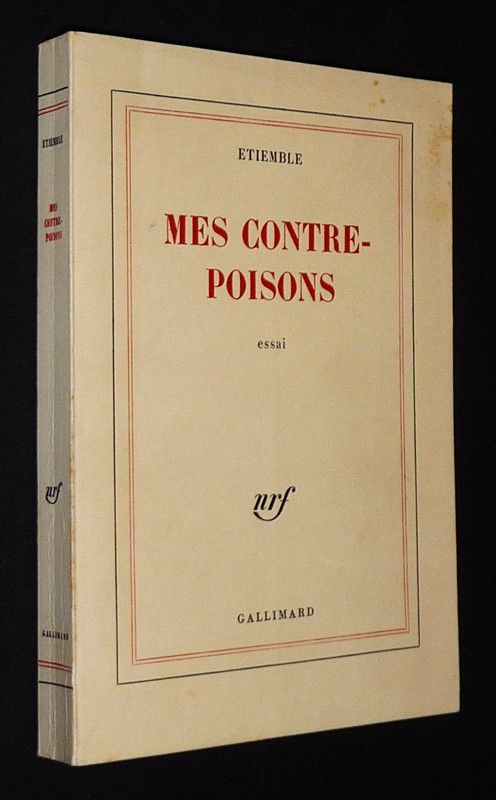 ETIEMBLE
MES CONTRE-
POISONS
essai
nrf
GALLIMARD
ETIEMBLE
MES
CONTRE-
POISONS
nrf
GALLIMARD